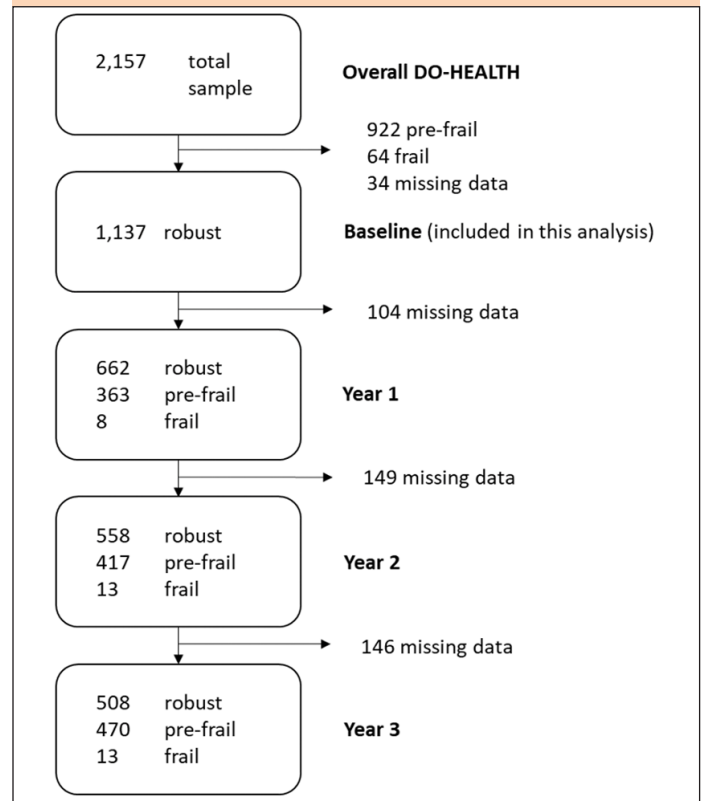 2,157 total
sample
Overall DO-HEALTH
922 pre-frail
64 frail
34 missing data
1,137 robust
Baseline (included in this analysis)
104 missing data
662 robust
363 pre-frail
8 frail
Year 1
149 missing data
558 robust
417 pre-frail
13 frail
Year 2
146 missing data
508 robust
470 pre-frail
13 frail
Year 3